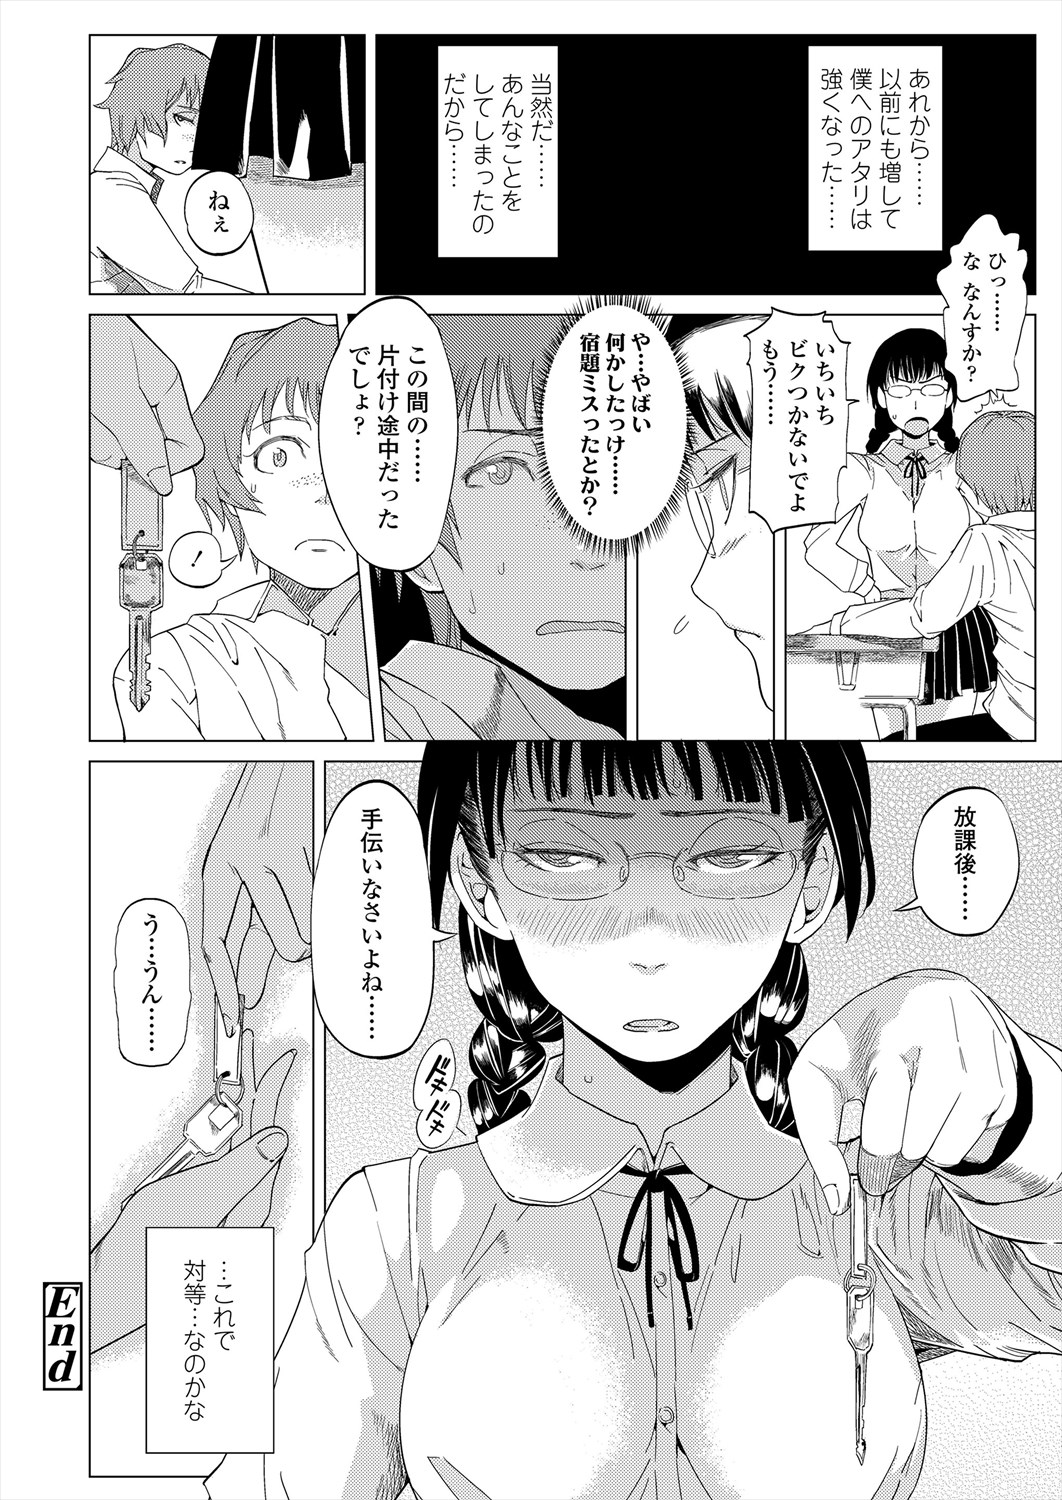 あれから……
以前にも増して
僕へのアタリは
強くなった……
当然だ……
あんなことを
してしまったの
だから……
ねぇ
ひっ……
な なんすか？
いちいち
ビクつかないでよ
もう……
や…やばい
何かしたっけ……
宿題ミスったとか？
この間の……
片付け途中だった
でしょ？
！
放課後……
手伝いなさいよね……
ドキ
ドキ
う…うん……
…これで
対等…なのかな
End